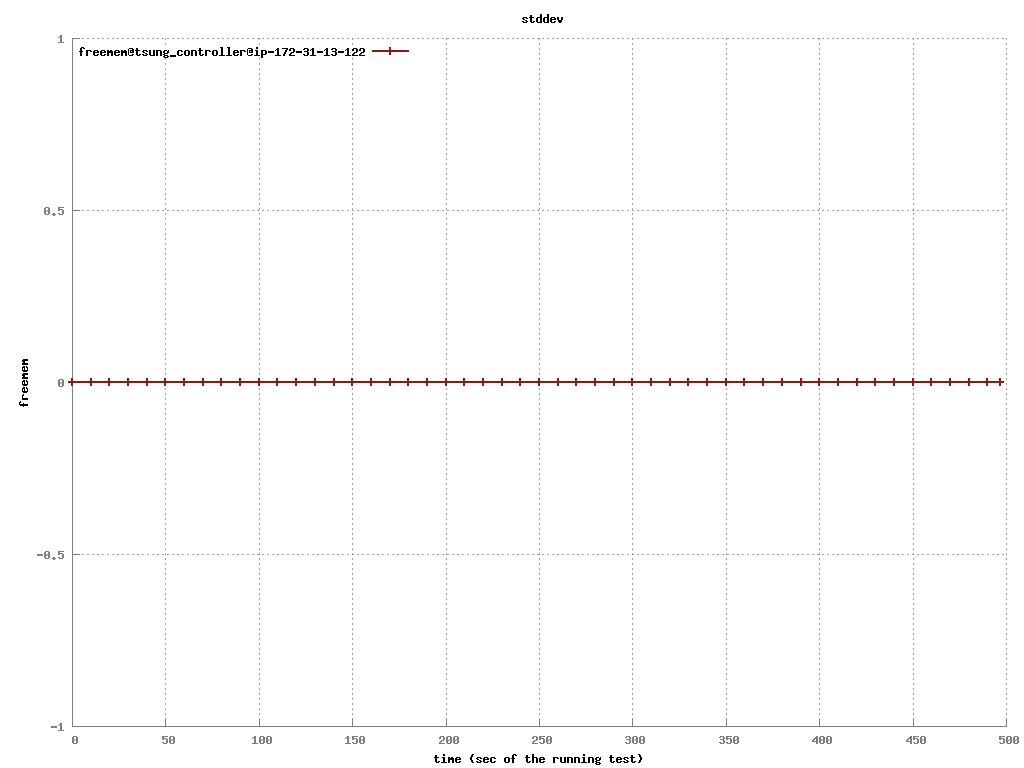 stddev
freemem@tsung_controller@ip-172-31-13-122
1
0.5
0
-0.5
-1
freemem
0 50 100 150 200 250 300 350 400 450 500
time (sec of the running test)